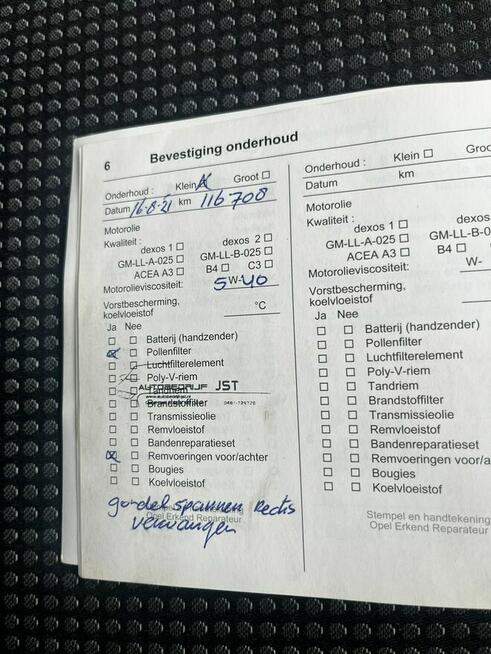 6 Bevestiging onderhoud
Onderhoud : Klein Groot
Datum 16-8-21 km 116 708
Motorolie
Kwaliteit :
dexos 1 dexos 2
GM-LL-A-025 GM-LL-B-025
ACEA A3 B4 C3
Motorolieviscositeit: 5 W-40
Vorstbescherming,
koelvloeistof °C
Ja Nee
Batterij (handzender)
Pollenfilter
Luchtfilterelement
Poly-V-riem
Tandriem
AUTOBEDRIJF JST
Brandstoffilter
Transmissieolie
Remvloeistof
Bandenreparatieset
Remvoeringen voor/achter
Bougies
Koelvloeistof
gordel spannen rechts
Opel Erkend Reparateur
vervangen
Onderhoud : Klein Groot
Datum km
Motorolie
Kwaliteit :
dexos 1 dexos
GM-LL-A-025 GM-LL-B-0
ACEA A3 B4
Motorolieviscositeit: W-
Vorstbescherming,
koelvloeistof
Ja Nee
Batterij (handzender)
Pollenfilter
Luchtfilterelement
Poly-V-riem
Tandriem
Brandstoffilter
Transmissieolie
Remvloeistof
Bandenreparatieset
Remvoeringen voor/a
Bougies
Koelvloeistof
Stempel en handtekening
Opel Erkend Reparateur